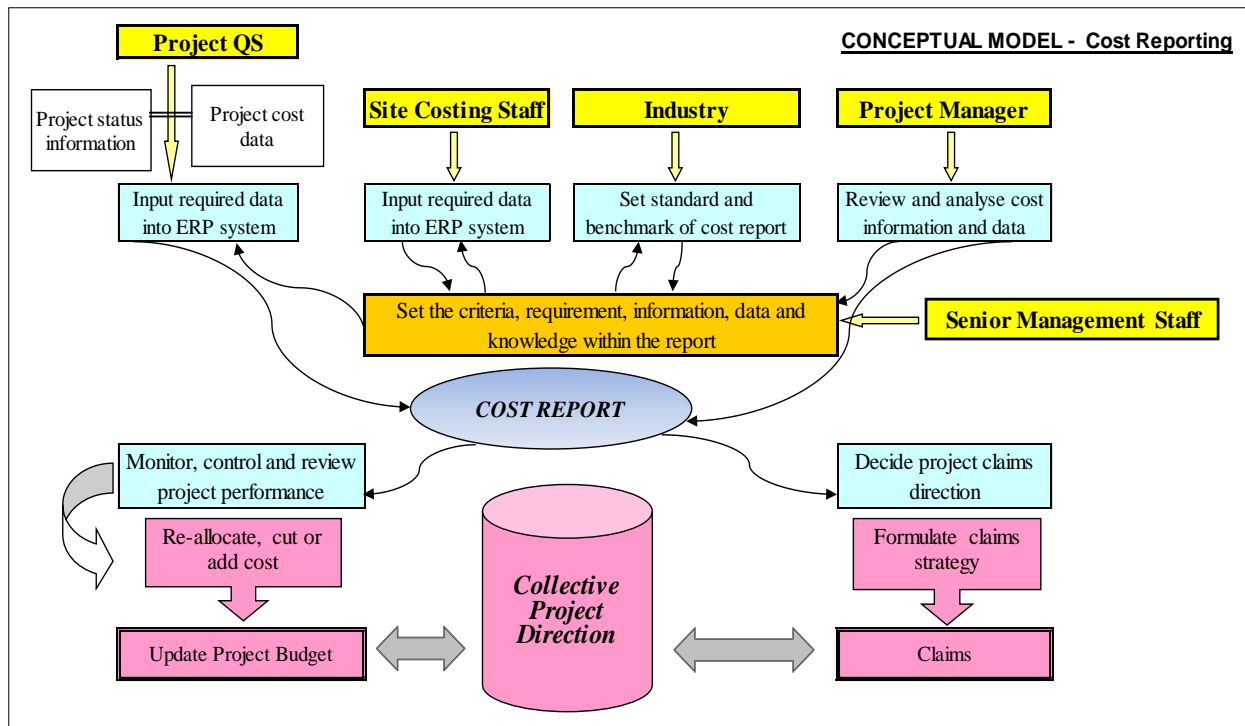 CONCEPTUAL MODEL - Cost Reporting
Project QS
Project status
information
Project cost
data
Site Costing Staff
Industry
Project Manager
Input required data
into ERP system
Input required data
into ERP system
Set standard and
benchmark of cost report
Review and analyse cost
information and data
Set the criteria, requirement, information, data and
knowledge within the report
Senior Management Staff
COST REPORT
Monitor, control and review
project performance
Decide project claims
direction
Re-allocate, cut or
add cost
Formulate claims
strategy
Collective
Project
Direction
Update Project Budget
Claims